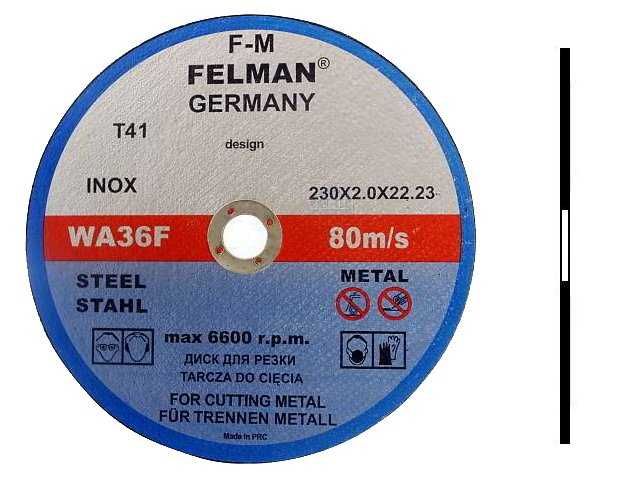 F-M
FELMAN®
GERMANY
T41
design
INOX
230X2.0X22.23
WA36F
80m/s
STEEL
STAHL
METAL
max 6600 r.p.m.
ДИСК ДЛЯ РЕЗКИ
TARCZA DO CIĘCIA
FOR CUTTING METAL
FÜR TRENNEN METALL
Made in PRC